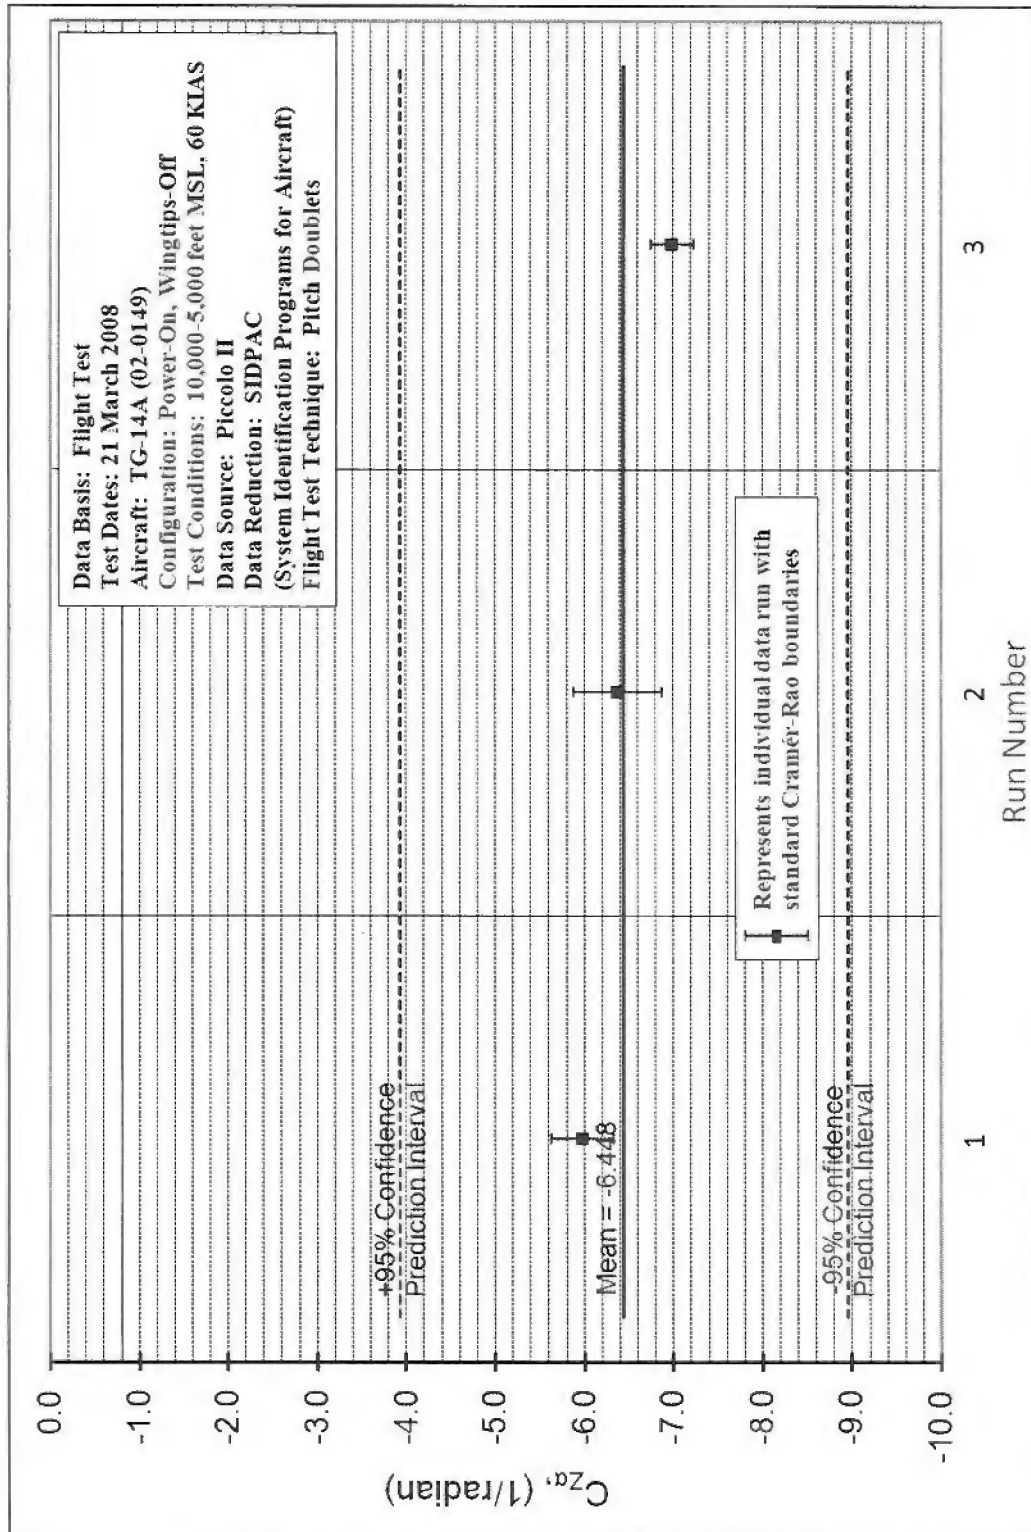 Data Basis: Flight Test
Test Dates: 21 March 2008
Aircraft: TG-14A (02-0149)
Configuration: Power-On, Wingtips-Off
Test Conditions: 10,000-5,000 feet MSL, 60 KIAS
Data Source: Piccolo II
Data Reduction: SIDPAC
(System Identification Programs for Aircraft)
Flight Test Technique: Pitch Doublets
0.0
-1.0
-2.0
-3.0
-4.0
-5.0
-6.0
-7.0
-8.0
-9.0
-10.0
C_Zα, (1/radian)
+95% Confidence
Prediction Interval
Mean = -6.448
-95% Confidence
Prediction Interval
Represents individual data run with
standard Cramér-Rao boundaries
1
2
3
Run Number